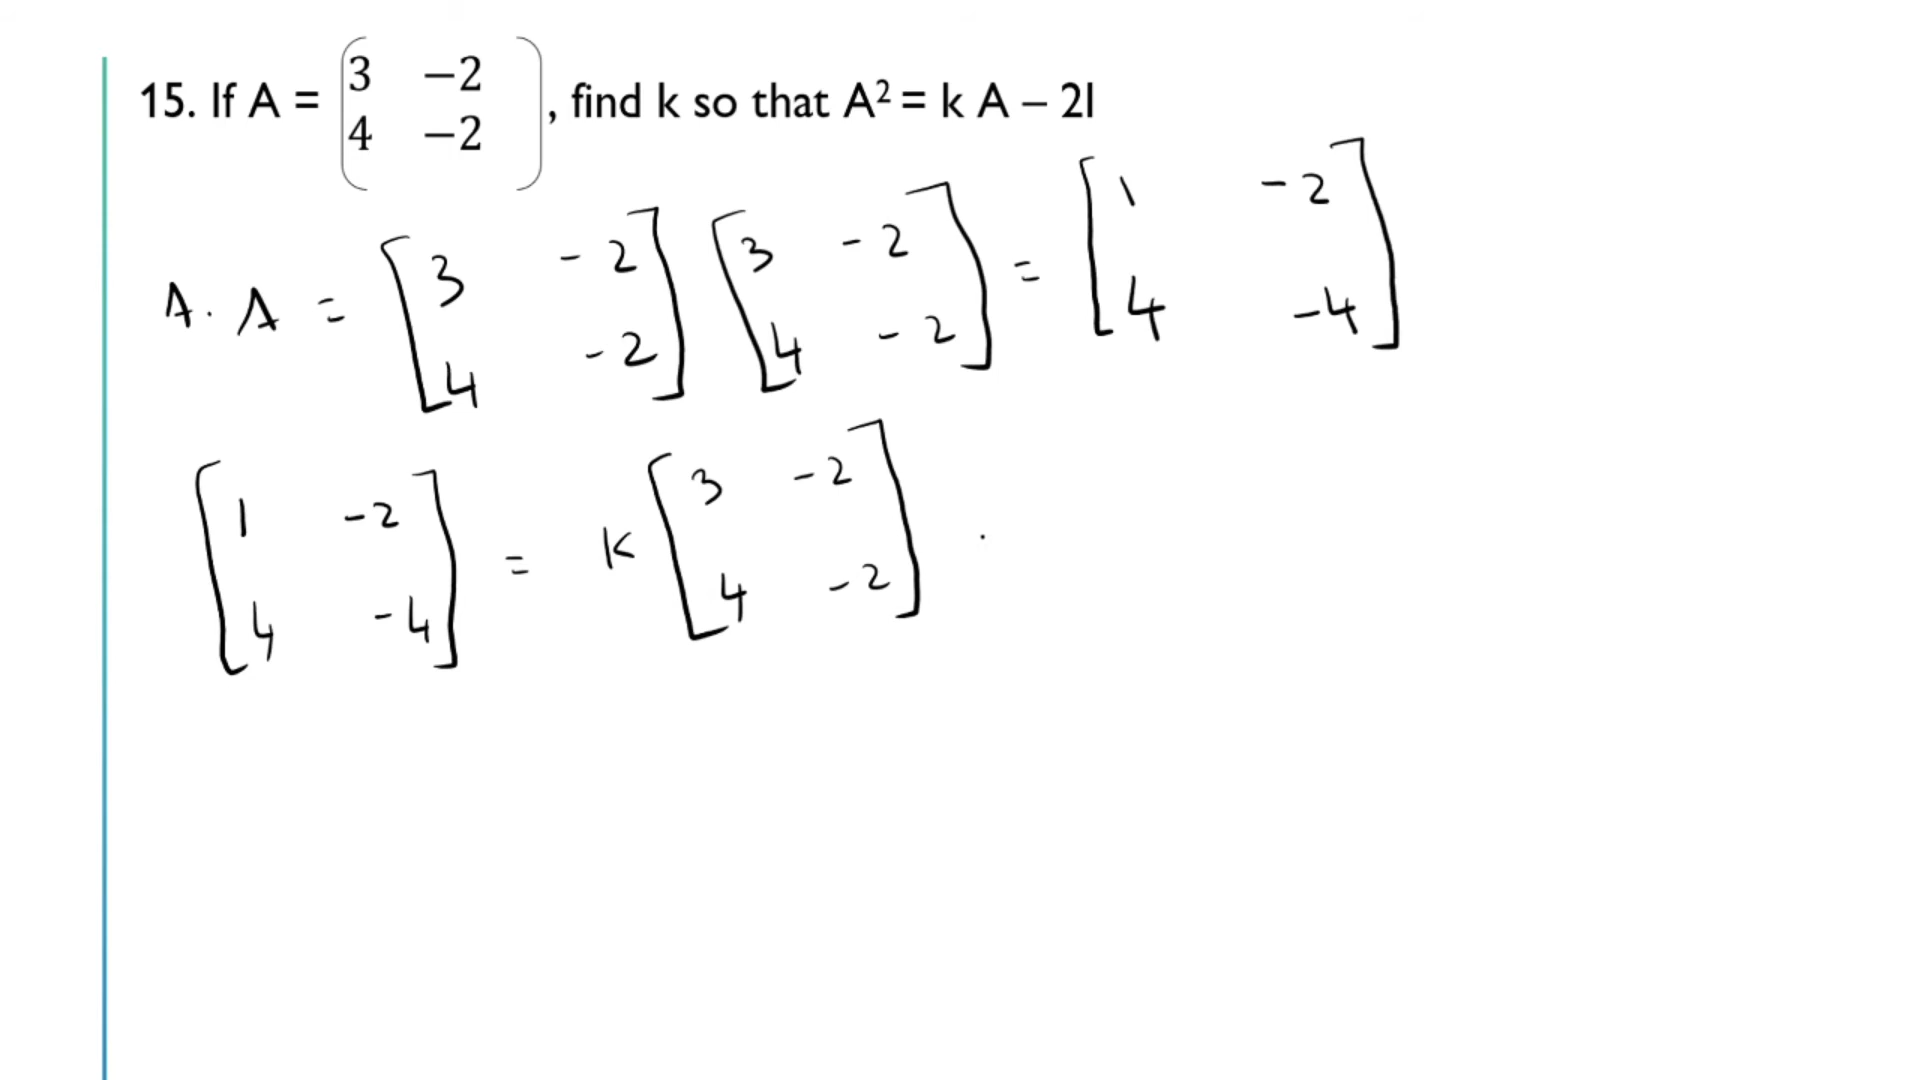 15. If A = (3 −2
4 −2), find k so that A² = k A – 2I
A. A = [3 -2
4 -2] [3 -2
4 -2] = [1 -2
4 -4]
[1 -2
4 -4] = K [3 -2
4 -2]